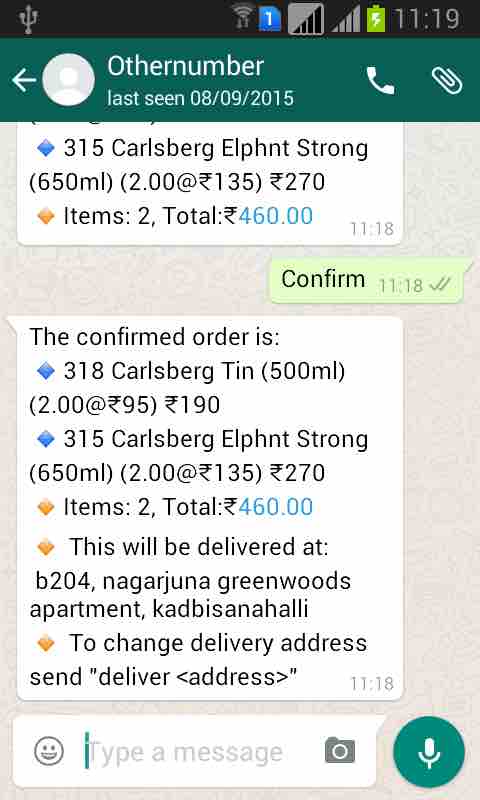 1
11:19
Othernumber
last seen 08/09/2015
315 Carlsberg Elphnt Strong
(650ml) (2.00@₹135) ₹270
Items: 2, Total:₹460.00
11:18
Confirm 11:18
The confirmed order is:
318 Carlsberg Tin (500ml)
(2.00@₹95) ₹190
315 Carlsberg Elphnt Strong
(650ml) (2.00@₹135) ₹270
Items: 2, Total:₹460.00
This will be delivered at:
b204, nagarjuna greenwoods
apartment, kadbisanahalli
To change delivery address
send "deliver <address>"
11:18
Type a message